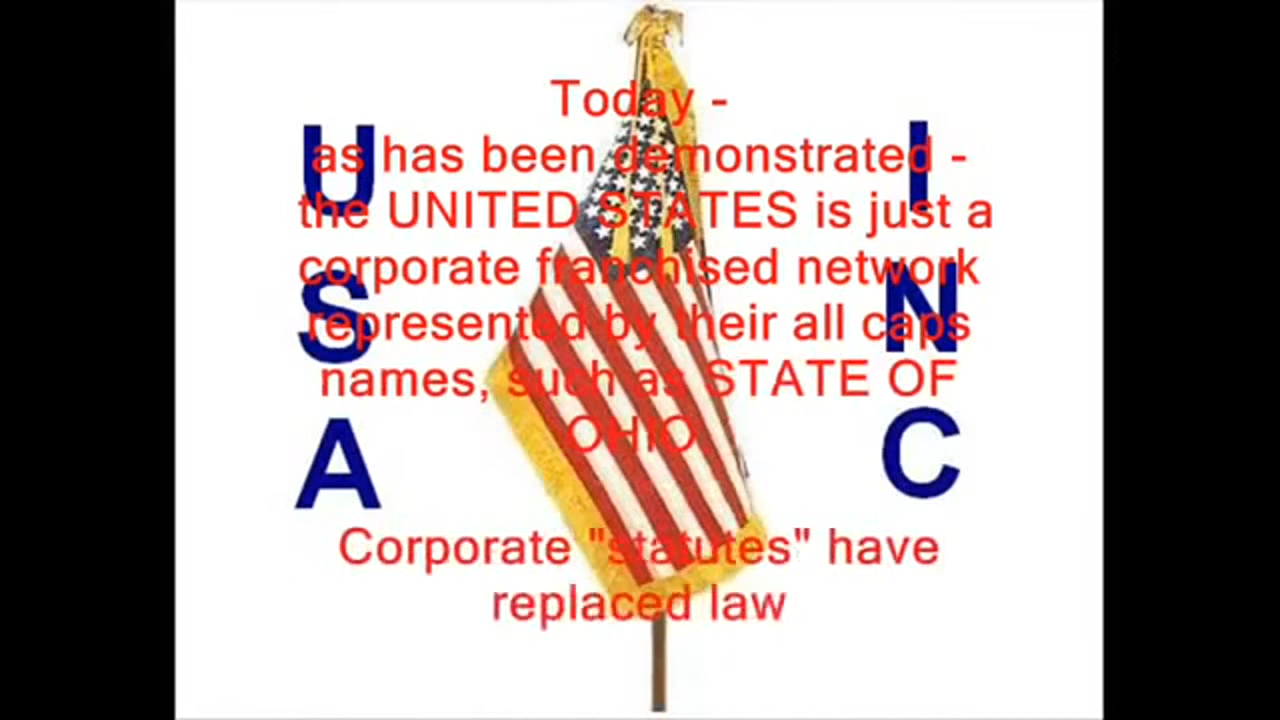 Today -
as has been demonstrated -
the UNITED STATES is just a
corporate franchised network
represented by their all caps
names, such as STATE OF
OHIO
Corporate "statutes" have
replaced law
U
S
A
I
N
C